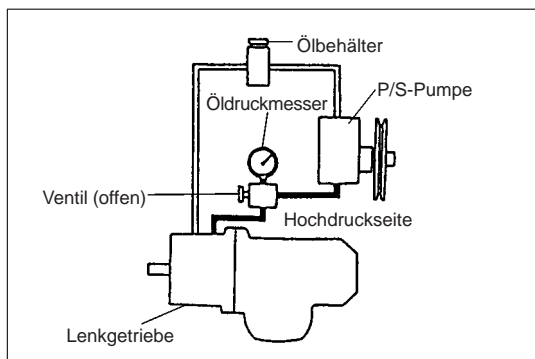 Ölbehälter
P/S-Pumpe
Öldruckmesser
Ventil (offen)
Hochdruckseite
Lenkgetriebe